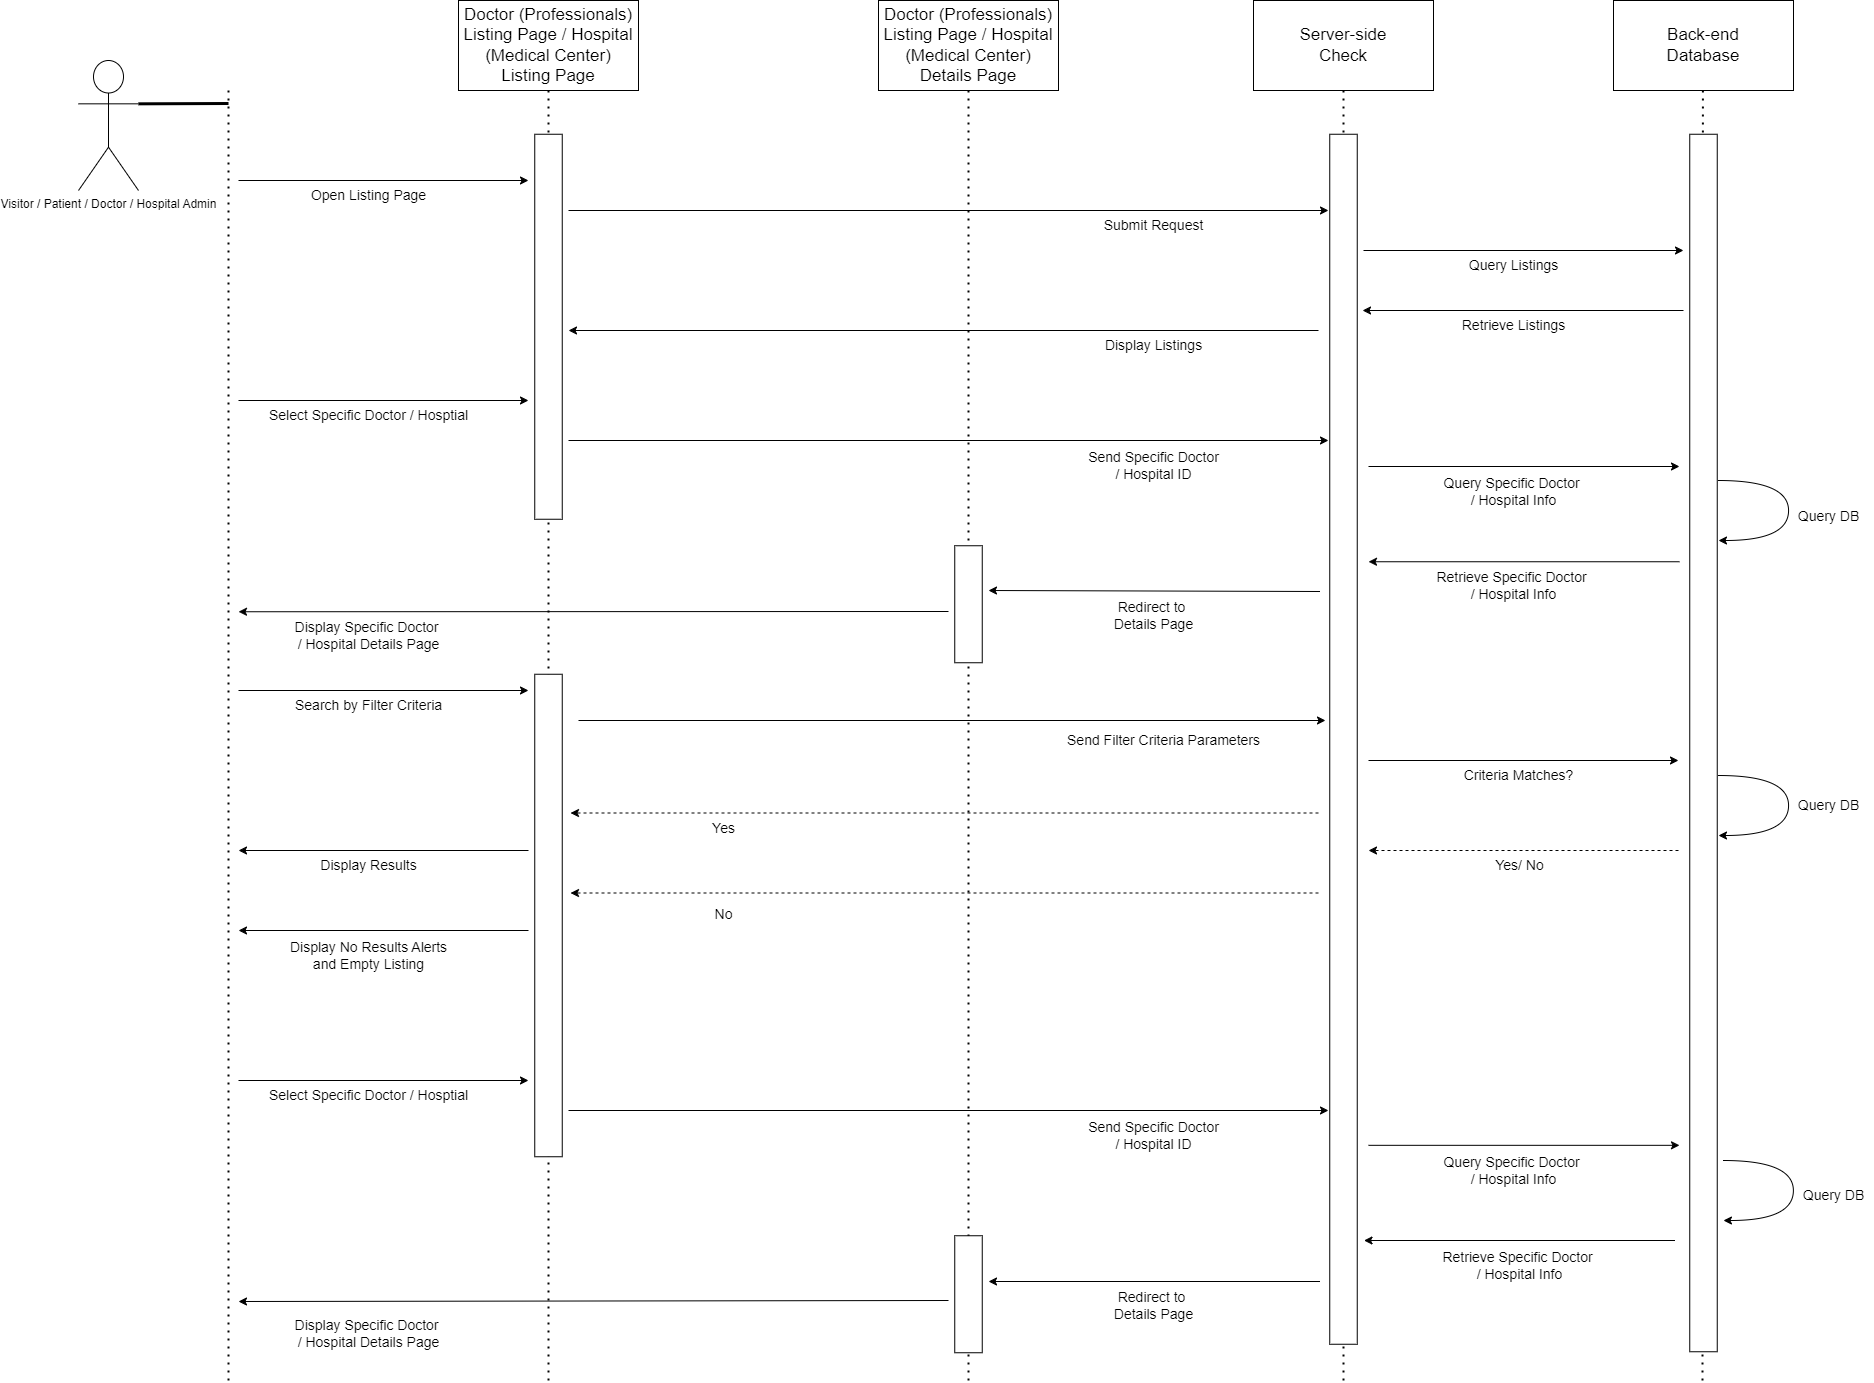 Doctor (Professionals)
Listing Page / Hospital
(Medical Center)
Listing Page
Doctor (Professionals)
Listing Page / Hospital
(Medical Center)
Details Page
Server-side
Check
Back-end
Database
Visitor / Patient / Doctor / Hospital Admin
Open Listing Page
Submit Request
Query Listings
Retrieve Listings
Display Listings
Select Specific Doctor / Hosptial
Send Specific Doctor
/ Hospital ID
Query Specific Doctor
/ Hospital Info
Query DB
Retrieve Specific Doctor
/ Hospital Info
Redirect to
Details Page
Display Specific Doctor
/ Hospital Details Page
Search by Filter Criteria
Send Filter Criteria Parameters
Criteria Matches?
Query DB
Yes
Display Results
Yes/ No
No
Display No Results Alerts
and Empty Listing
Select Specific Doctor / Hosptial
Send Specific Doctor
/ Hospital ID
Query Specific Doctor
/ Hospital Info
Query DB
Retrieve Specific Doctor
/ Hospital Info
Redirect to
Details Page
Display Specific Doctor
/ Hospital Details Page